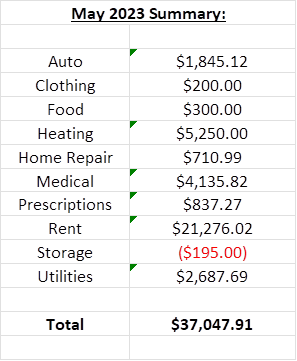 May 2023 Summary:
Auto $1,845.12
Clothing $200.00
Food $300.00
Heating $5,250.00
Home Repair $710.99
Medical $4,135.82
Prescriptions $837.27
Rent $21,276.02
Storage ($195.00)
Utilities $2,687.69
Total $37,047.91